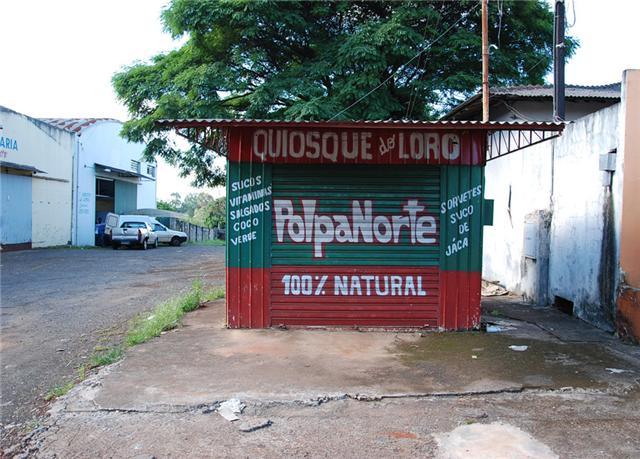 QUIOSQUE do LORO
SUCOS
VITAMINAS
SALGADOS
COCO
VERDE
PolpaNorte
SORVETES
SUCO
DE
JACA
100% NATURAL